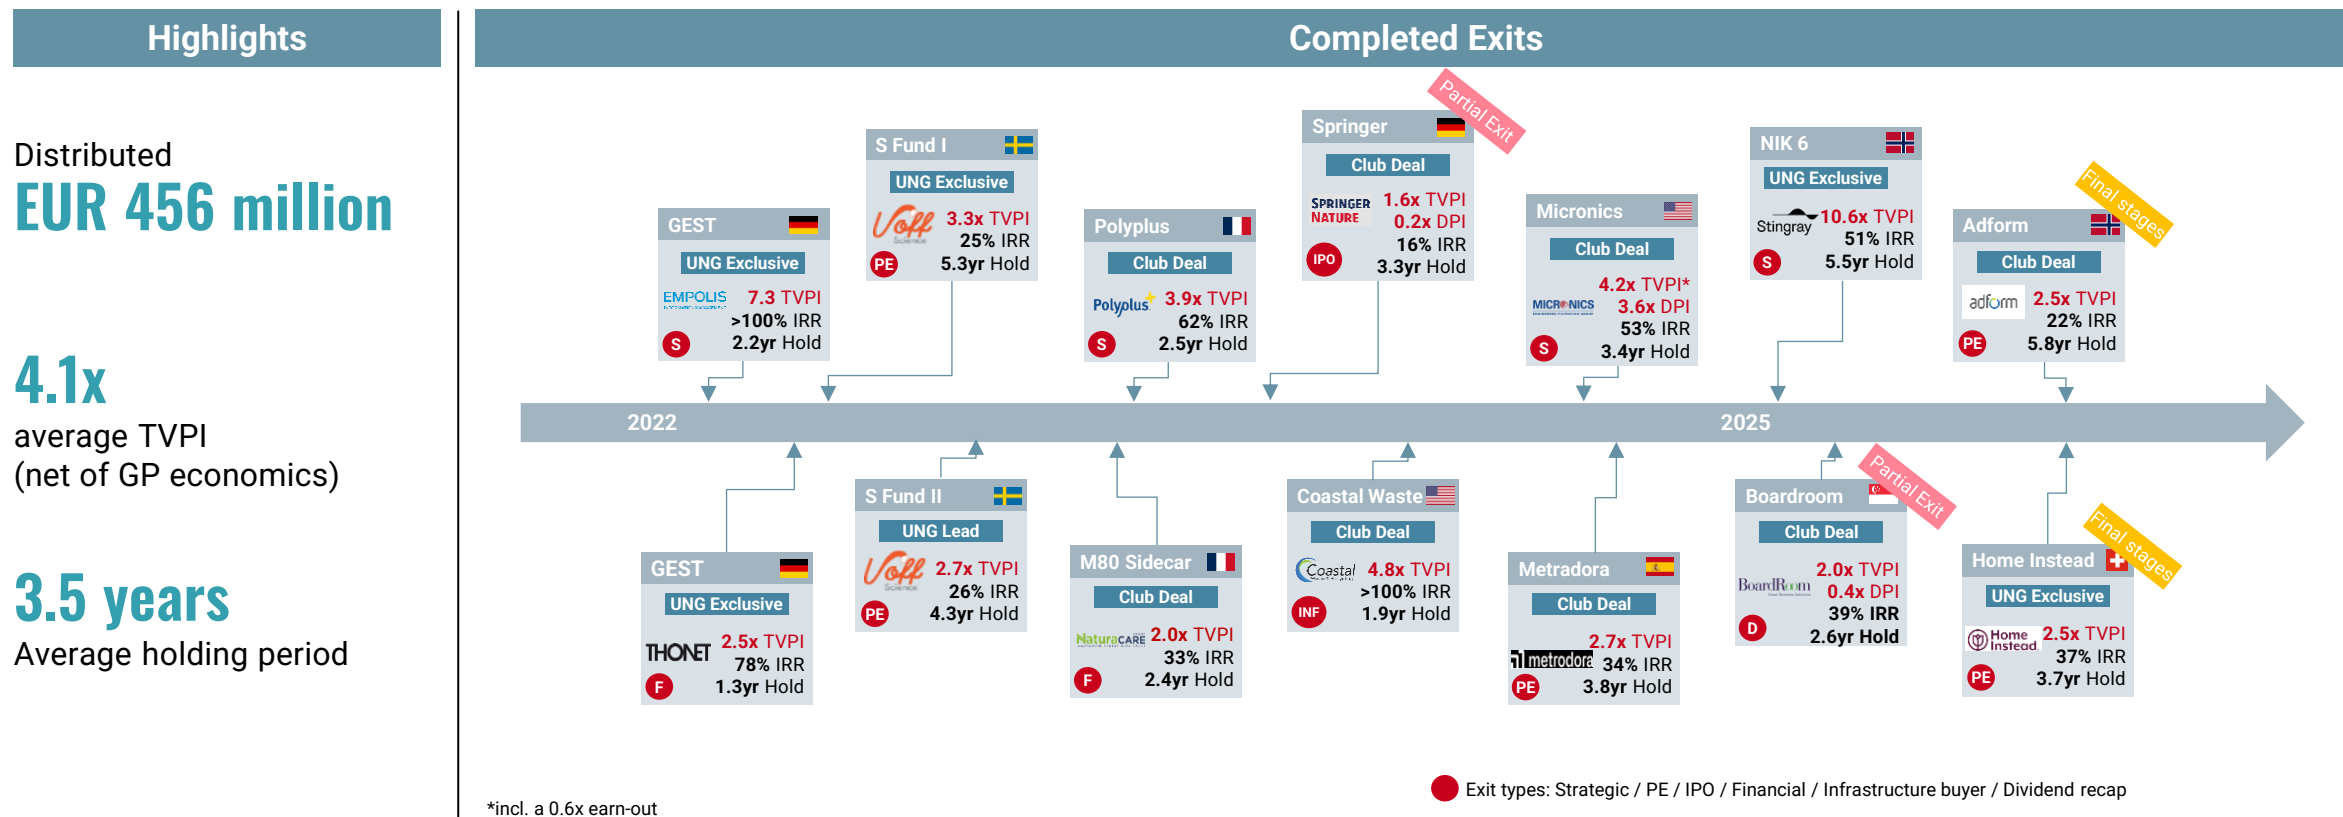 Highlights
Completed Exits
Distributed
EUR 456 million
4.1x
average TVPI
(net of GP economics)
3.5 years
Average holding period
GEST
UNG Exclusive
EMPOLIS
7.3 TVPI
>100% IRR
S
2.2yr Hold
S Fund I
UNG Exclusive
Voff
Science
3.3x TVPI
25% IRR
PE
5.3yr Hold
Polyplus
Club Deal
Polyplus
3.9x TVPI
62% IRR
S
2.5yr Hold
Partial Exit
Springer
Club Deal
SPRINGER
NATURE
1.6x TVPI
0.2x DPI
16% IRR
IPO
3.3yr Hold
Micronics
Club Deal
MICRONICS
4.2x TVPI*
3.6x DPI
53% IRR
S
3.4yr Hold
NIK 6
UNG Exclusive
Stingray
10.6x TVPI
51% IRR
S
5.5yr Hold
Final stages
Adform
Club Deal
adform
2.5x TVPI
22% IRR
PE
5.8yr Hold
2022
2025
GEST
UNG Exclusive
THONET
2.5x TVPI
78% IRR
F
1.3yr Hold
S Fund II
UNG Lead
Voff
Science
2.7x TVPI
26% IRR
PE
4.3yr Hold
M80 Sidecar
Club Deal
NaturaCARE
2.0x TVPI
33% IRR
F
2.4yr Hold
Coastal Waste
Club Deal
Coastal
4.8x TVPI
>100% IRR
INF
1.9yr Hold
Metradora
Club Deal
metrodora
2.7x TVPI
34% IRR
PE
3.8yr Hold
Partial Exit
Boardroom
Club Deal
BoardRoom
2.0x TVPI
0.4x DPI
39% IRR
D
2.6yr Hold
Final stages
Home Instead
UNG Exclusive
Home
Instead
2.5x TVPI
37% IRR
PE
3.7yr Hold
*incl. a 0.6x earn-out
Exit types: Strategic / PE / IPO / Financial / Infrastructure buyer / Dividend recap